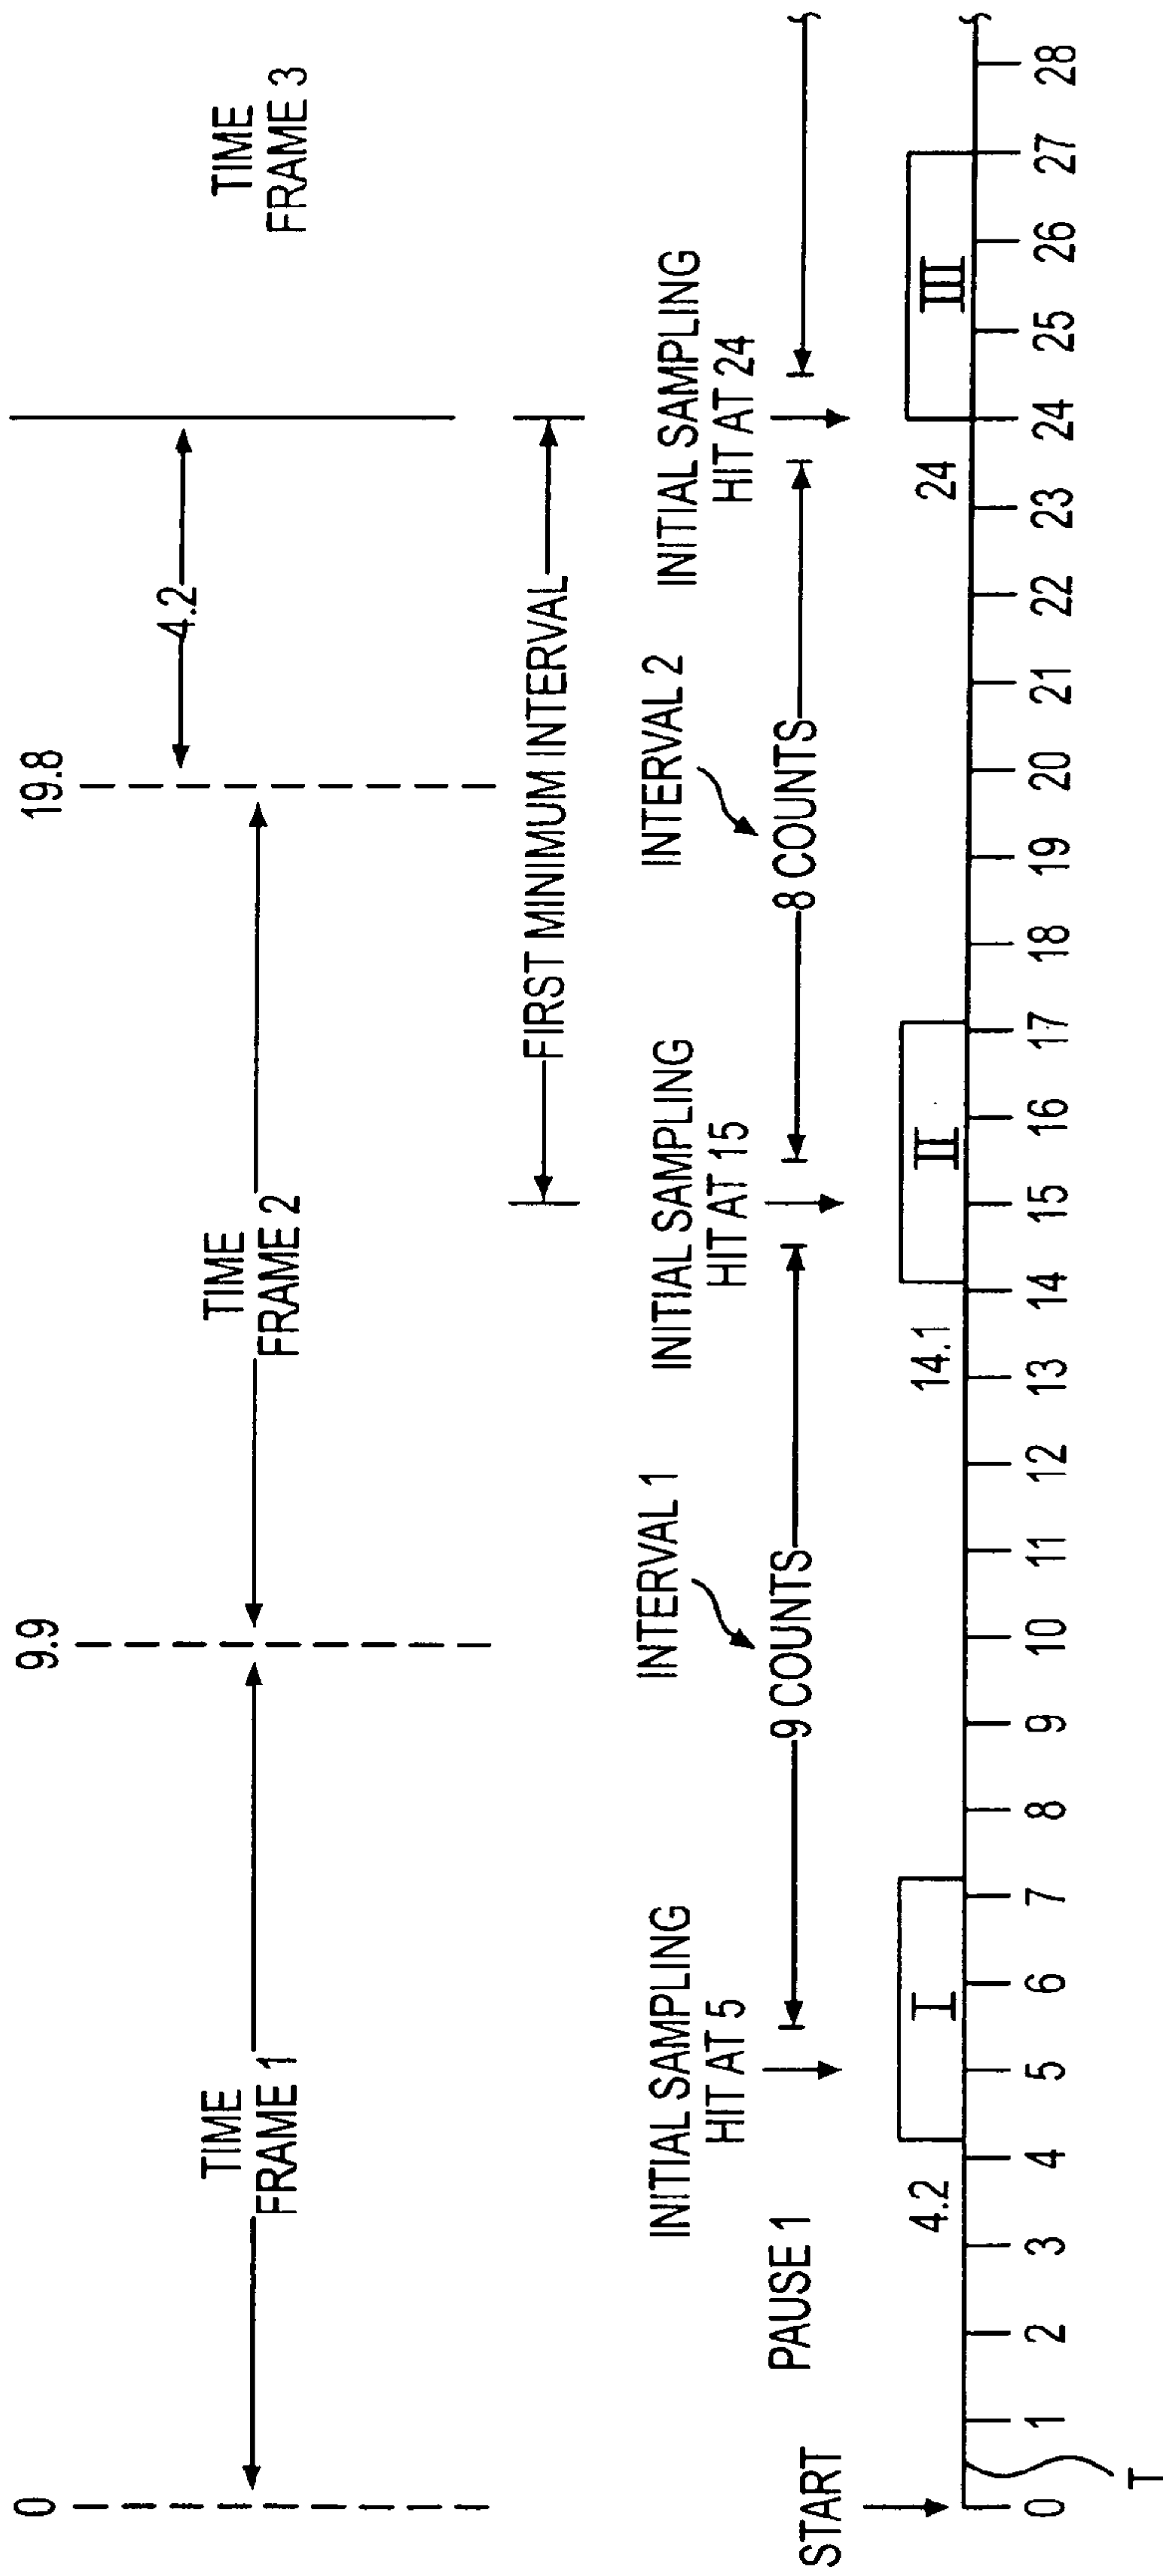 0
9.9
19.8
TIME
FRAME 1
TIME
FRAME 2
4.2
TIME
FRAME 3
FIRST MINIMUM INTERVAL
INITIAL SAMPLING
HIT AT 5
INTERVAL 1
INITIAL SAMPLING
HIT AT 15
INTERVAL 2
INITIAL SAMPLING
HIT AT 24
START
PAUSE 1
9 COUNTS
8 COUNTS
4.2
I
14.1
II
24
III
0 1 2 3 4 5 6 7 8 9 10 11 12 13 14 15 16 17 18 19 20 21 22 23 24 25 26 27 28
T